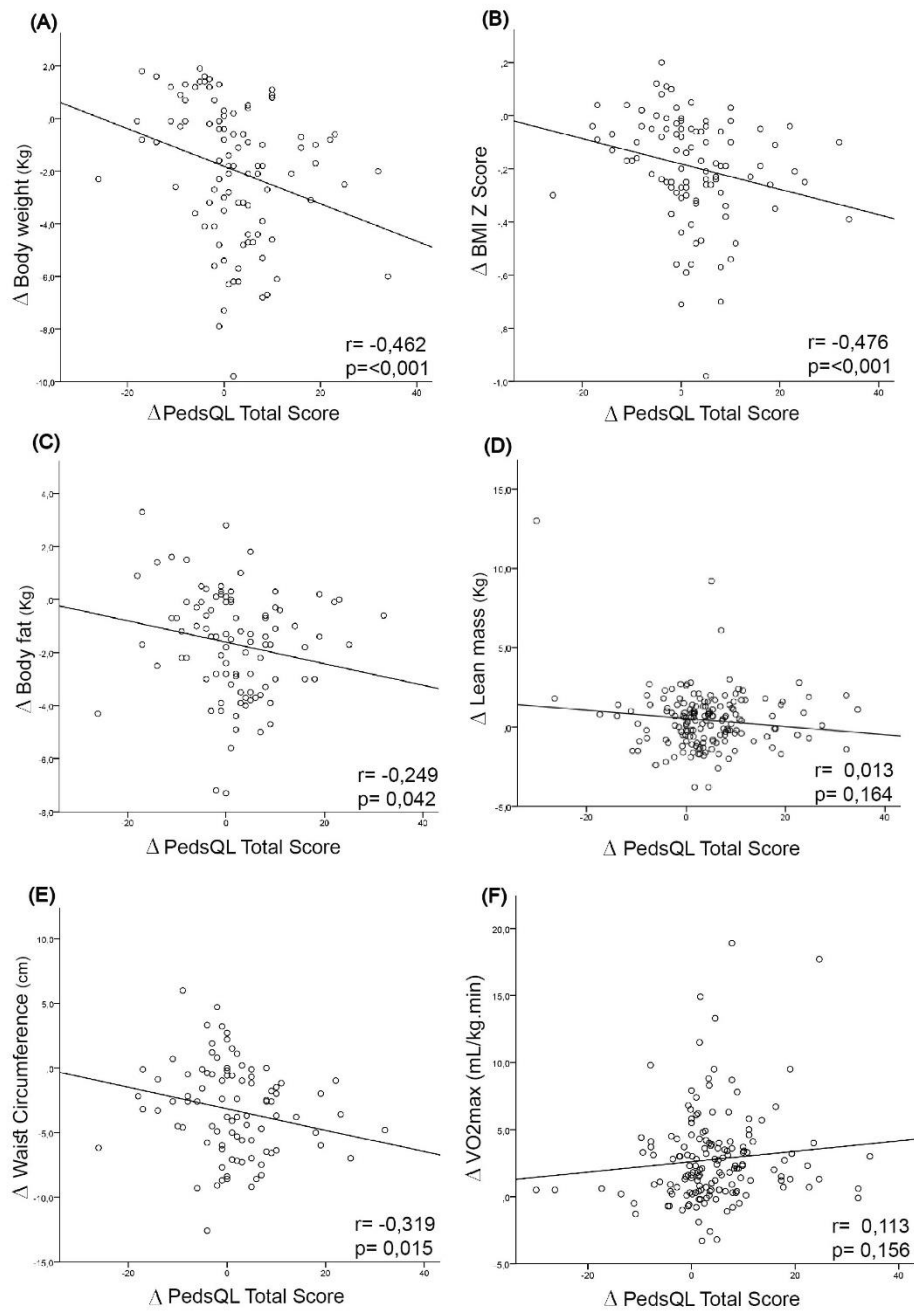 (A)
2,0
,0
-2,0
-4,0
-6,0
-8,0
-10,0
Δ Body weight (Kg)
r= -0,462
p=<0,001
-20 0 20 40
Δ PedsQL Total Score
(B)
,2
,0
-,2
-,4
-,6
,8
-1,0
Δ BMI Z Score
r= -0,476
p=<0,001
-20 0 20 40
Δ PedsQL Total Score
(C)
4,0
2,0
,0
-2,0
-4,0
-6,0
-8,0
Δ Body fat (Kg)
r= -0,249
p= 0,042
-20 0 20 40
Δ PedsQL Total Score
(D)
15,0
10,0
5,0
,0
-5,0
Δ Lean mass (Kg)
r= 0,013
p= 0,164
-20 0 20 40
Δ PedsQL Total Score
(E)
10,0
5,0
,0
-5,0
-10,0
-15,0
Δ Waist Circumference (cm)
r= -0,319
p= 0,015
-20 0 20 40
Δ PedsQL Total Score
(F)
20,0
15,0
10,0
5,0
,0
-5,0
Δ VO2max (mL/kg.min)
r= 0,113
p= 0,156
-20 0 20 40
Δ PedsQL Total Score